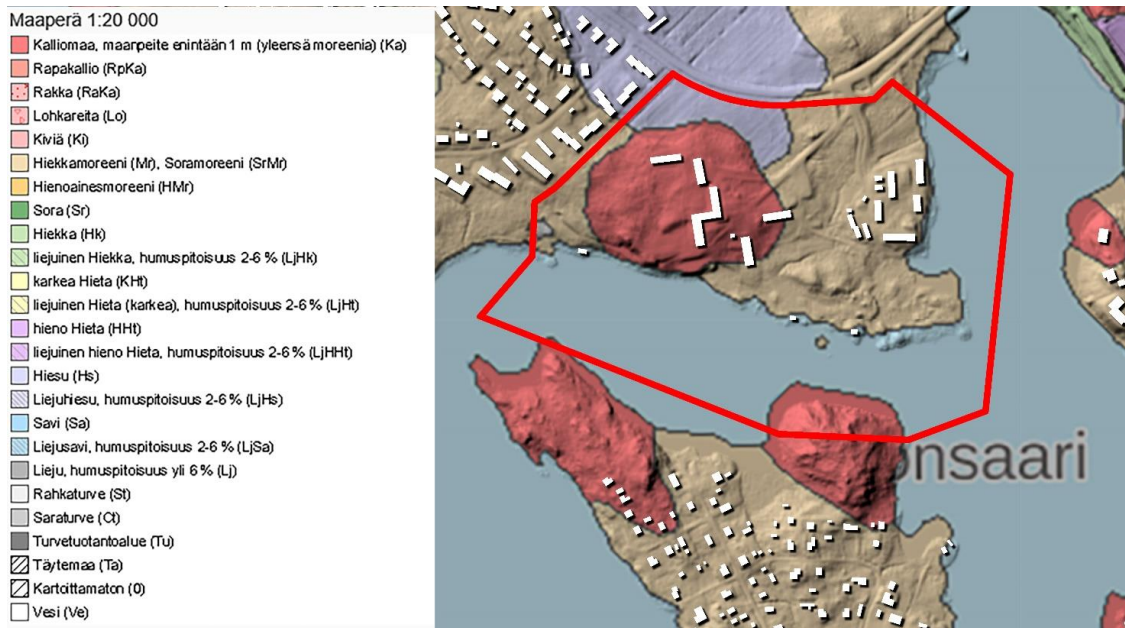 Maaperä 1:20 000
Kalliomaa, maanpeite enintään 1 m (yleensä moreenia) (Ka)
Rapakallio (RpKa)
Rakka (RaKa)
Lohkareita (Lo)
Kiviä (Ki)
Hiekkamoreeni (Mr), Soramoreeni (SrMr)
Hienoainesmoreeni (HMr)
Sora (Sr)
Hiekka (Hk)
liejuinen Hiekka, humuspitoisuus 2-6 % (LjHk)
karkea Hieta (KHt)
liejuinen Hieta (karkea), humuspitoisuus 2-6 % (LjHt)
hieno Hieta (HHt)
liejuinen hieno Hieta, humuspitoisuus 2-6 % (LjHHt)
Hiesu (Hs)
Liejuhiesu, humuspitoisuus 2-6 % (LjHs)
Savi (Sa)
Liejusavi, humuspitoisuus 2-6 % (LjSa)
Lieju, humuspitoisuus yli 6 % (Lj)
Rahkaturve (St)
Saraturve (Ct)
Turvetuotantoalue (Tu)
Täytemaa (Ta)
Kartoittamaton (0)
Vesi (Ve)
onsaari